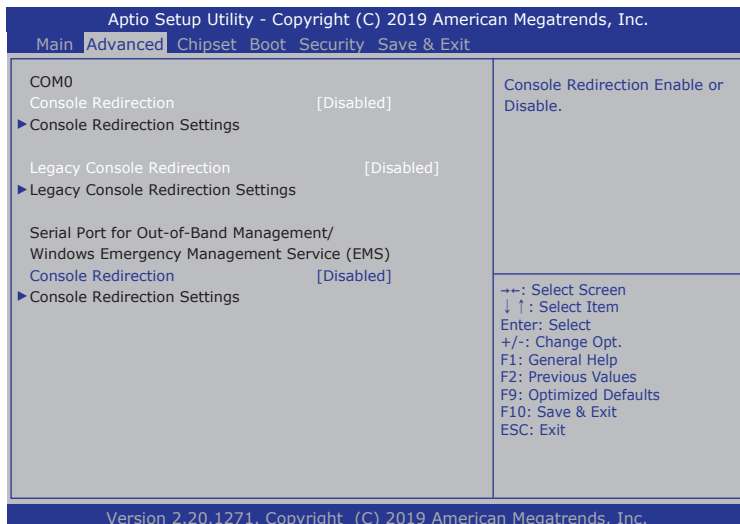 Aptio Setup Utility - Copyright (C) 2019 American Megatrends, Inc.
Main Advanced Chipset Boot Security Save & Exit
COM0
Console Redirection [Disabled]
►Console Redirection Settings
Legacy Console Redirection [Disabled]
►Legacy Console Redirection Settings
Serial Port for Out-of-Band Management/
Windows Emergency Management Service (EMS)
Console Redirection [Disabled]
►Console Redirection Settings
Console Redirection Enable or
Disable.
→←: Select Screen
↓↑: Select Item
Enter: Select
+/-: Change Opt.
F1: General Help
F2: Previous Values
F9: Optimized Defaults
F10: Save & Exit
ESC: Exit
Version 2.20.1271. Copyright (C) 2019 American Megatrends, Inc.